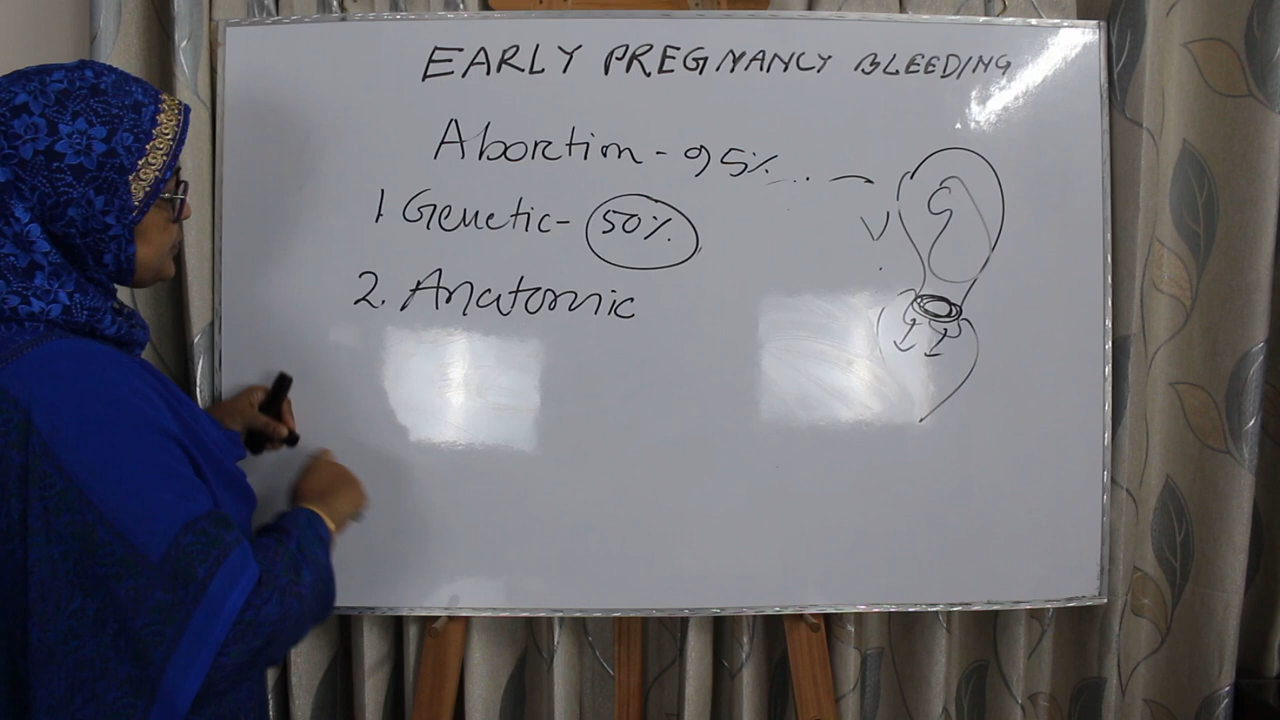 EARLY PREGNANCY BLEEDING
Abortion - 95%
1. Genetic - 50%
2. Anatomic